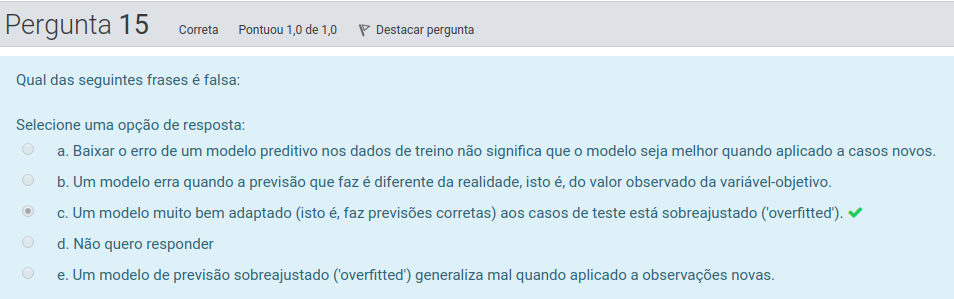 Pergunta 15 Correta Pontuou 1,0 de 1,0 Destacar pergunta
Qual das seguintes frases é falsa:
Selecione uma opção de resposta:
a. Baixar o erro de um modelo preditivo nos dados de treino não significa que o modelo seja melhor quando aplicado a casos novos.
b. Um modelo erra quando a previsão que faz é diferente da realidade, isto é, do valor observado da variável-objetivo.
c. Um modelo muito bem adaptado (isto é, faz previsões corretas) aos casos de teste está sobreajustado ('overfitted').
d. Não quero responder
e. Um modelo de previsão sobreajustado ('overfitted') generaliza mal quando aplicado a observações novas.